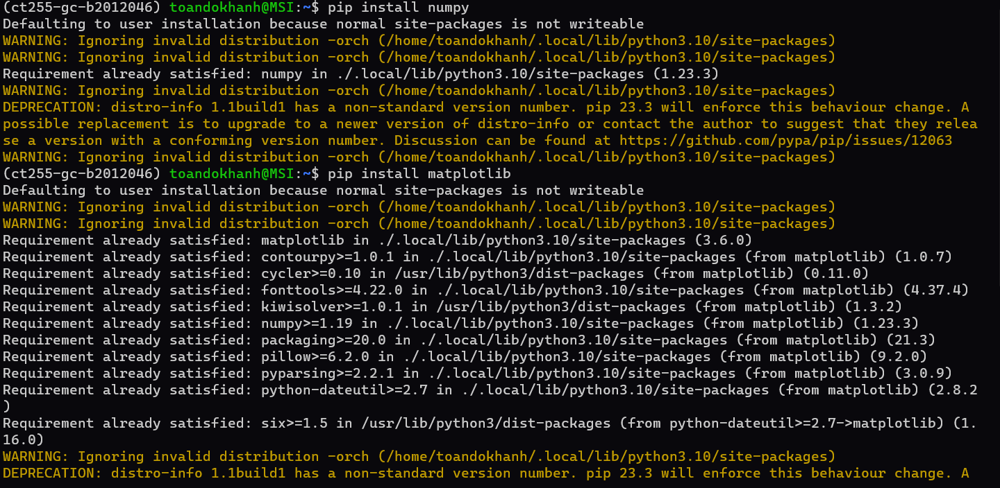 (ct255-gc-b2012046) toandokhanh@MSI:~$ pip install numpy
Defaulting to user installation because normal site-packages is not writeable
WARNING: Ignoring invalid distribution -orch (/home/toandokhanh/.local/lib/python3.10/site-packages)
WARNING: Ignoring invalid distribution -orch (/home/toandokhanh/.local/lib/python3.10/site-packages)
Requirement already satisfied: numpy in ./.local/lib/python3.10/site-packages (1.23.3)
WARNING: Ignoring invalid distribution -orch (/home/toandokhanh/.local/lib/python3.10/site-packages)
DEPRECATION: distro-info 1.1build1 has a non-standard version number. pip 23.3 will enforce this behaviour change. A
possible replacement is to upgrade to a newer version of distro-info or contact the author to suggest that they relea
se a version with a conforming version number. Discussion can be found at https://github.com/pypa/pip/issues/12063
WARNING: Ignoring invalid distribution -orch (/home/toandokhanh/.local/lib/python3.10/site-packages)
(ct255-gc-b2012046) toandokhanh@MSI:~$ pip install matplotlib
Defaulting to user installation because normal site-packages is not writeable
WARNING: Ignoring invalid distribution -orch (/home/toandokhanh/.local/lib/python3.10/site-packages)
WARNING: Ignoring invalid distribution -orch (/home/toandokhanh/.local/lib/python3.10/site-packages)
Requirement already satisfied: matplotlib in ./.local/lib/python3.10/site-packages (3.6.0)
Requirement already satisfied: contourpy>=1.0.1 in ./.local/lib/python3.10/site-packages (from matplotlib) (1.0.7)
Requirement already satisfied: cycler>=0.10 in /usr/lib/python3/dist-packages (from matplotlib) (0.11.0)
Requirement already satisfied: fonttools>=4.22.0 in ./.local/lib/python3.10/site-packages (from matplotlib) (4.37.4)
Requirement already satisfied: kiwisolver>=1.0.1 in /usr/lib/python3/dist-packages (from matplotlib) (1.3.2)
Requirement already satisfied: numpy>=1.19 in ./.local/lib/python3.10/site-packages (from matplotlib) (1.23.3)
Requirement already satisfied: packaging>=20.0 in ./.local/lib/python3.10/site-packages (from matplotlib) (21.3)
Requirement already satisfied: pillow>=6.2.0 in ./.local/lib/python3.10/site-packages (from matplotlib) (9.2.0)
Requirement already satisfied: pyparsing>=2.2.1 in ./.local/lib/python3.10/site-packages (from matplotlib) (3.0.9)
Requirement already satisfied: python-dateutil>=2.7 in ./.local/lib/python3.10/site-packages (from matplotlib) (2.8.2
)
Requirement already satisfied: six>=1.5 in /usr/lib/python3/dist-packages (from python-dateutil>=2.7->matplotlib) (1.
16.0)
WARNING: Ignoring invalid distribution -orch (/home/toandokhanh/.local/lib/python3.10/site-packages)
DEPRECATION: distro-info 1.1build1 has a non-standard version number. pip 23.3 will enforce this behaviour change. A